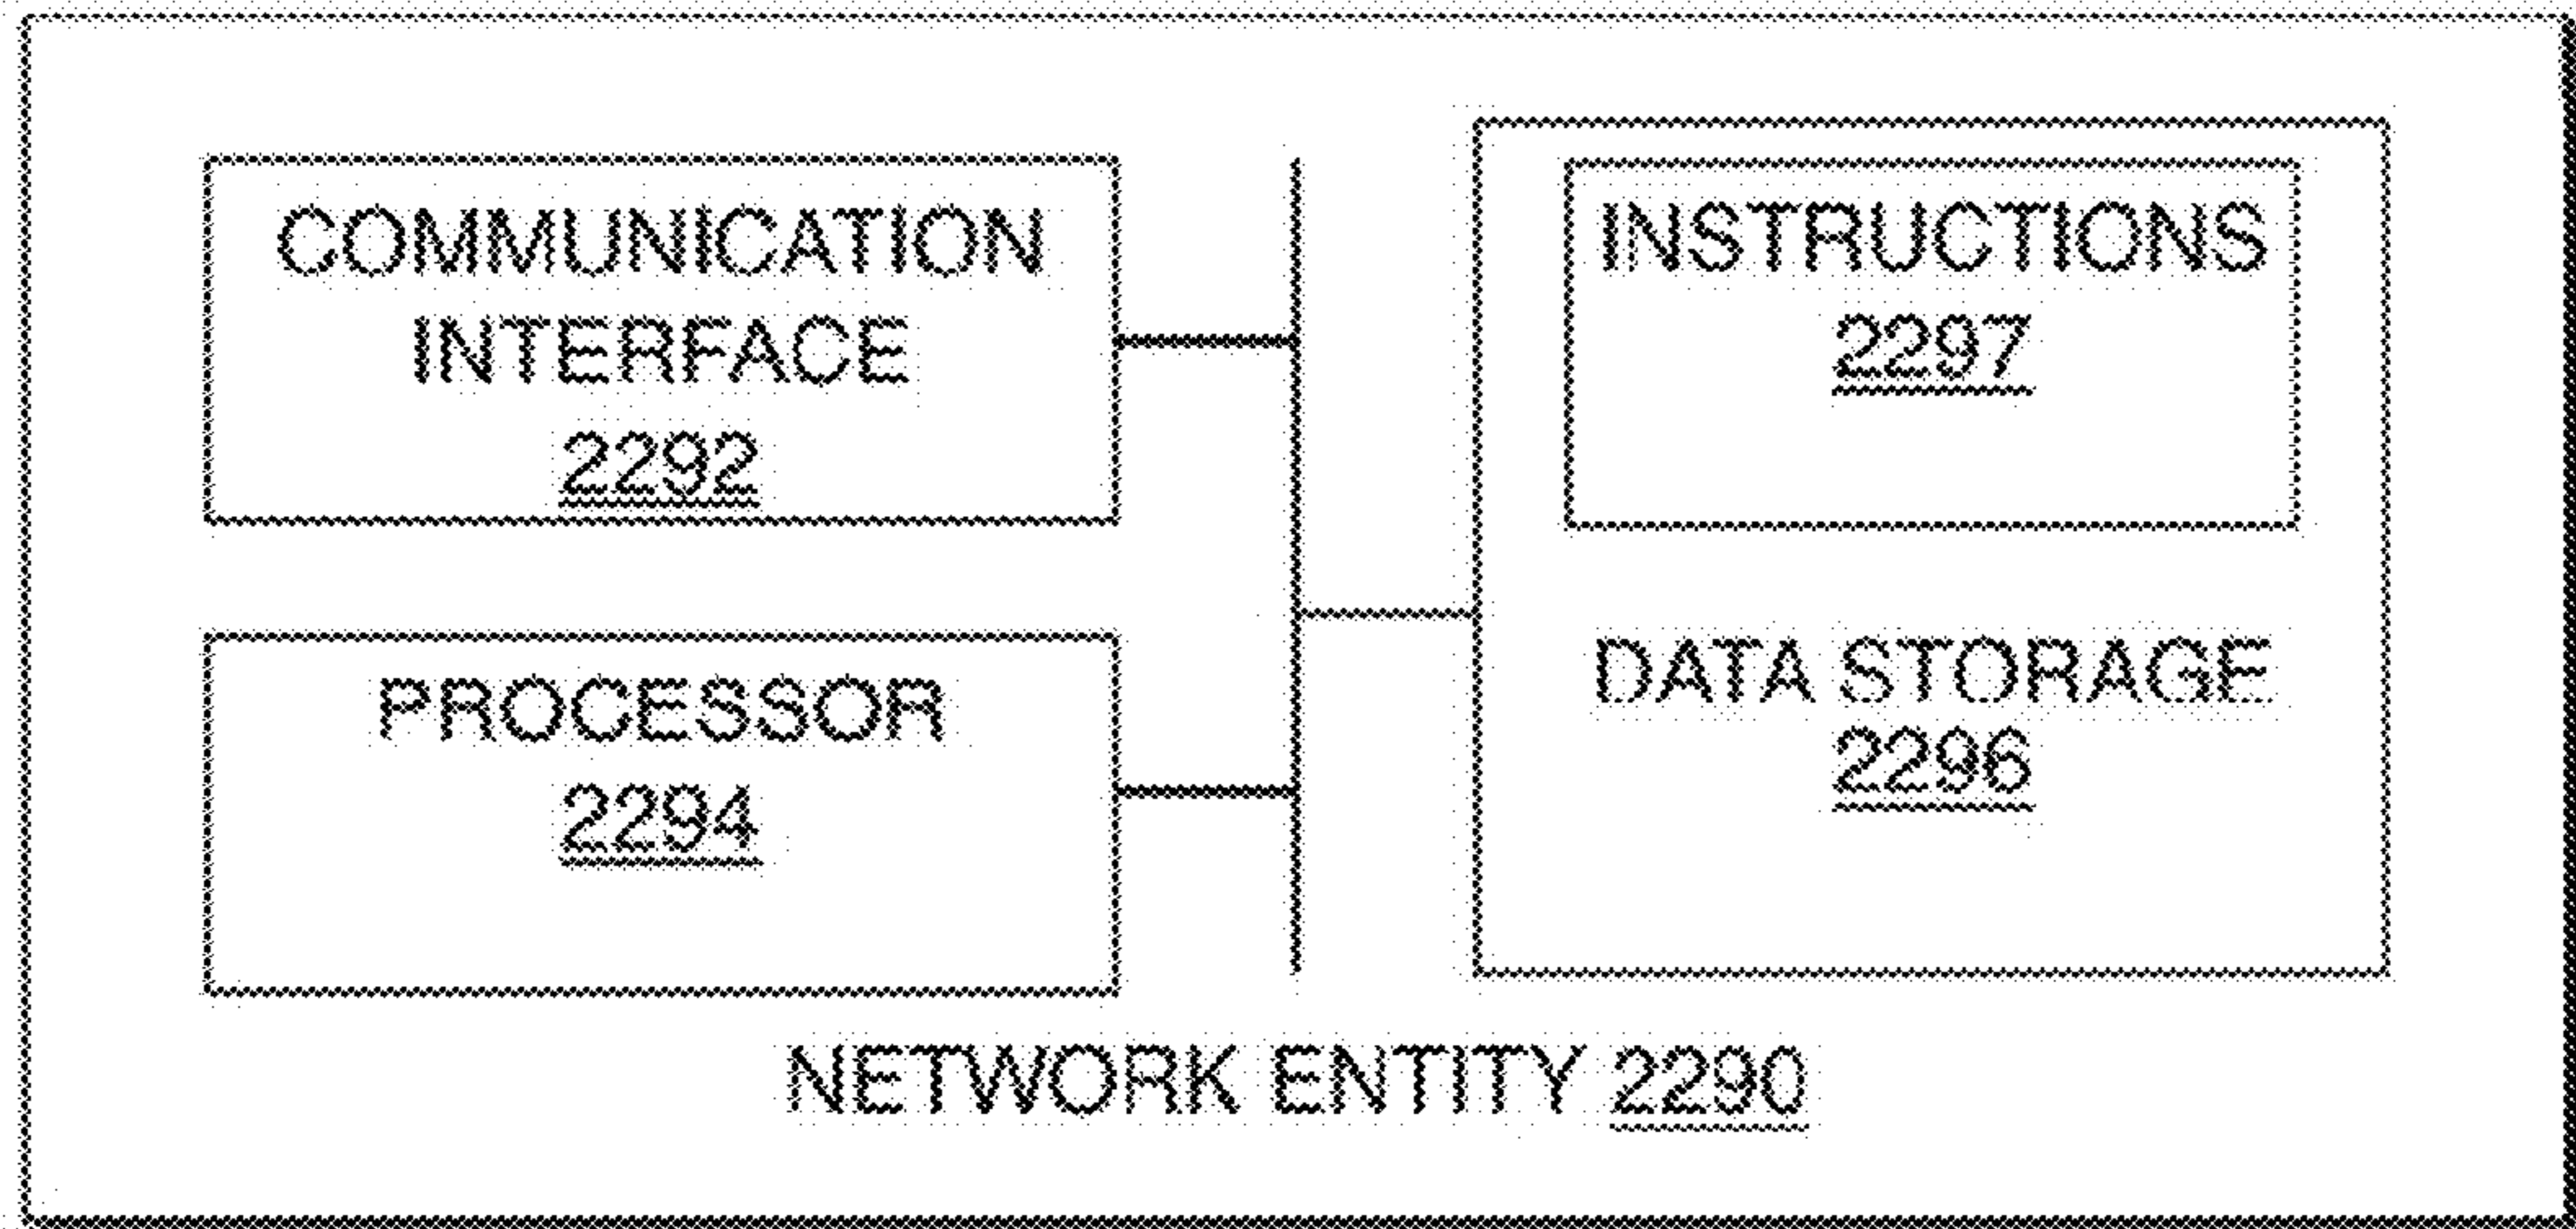 COMMUNICATION
INTERFACE
2292
PROCESSOR
2294
INSTRUCTIONS
2297
DATA STORAGE
2296
NETWORK ENTITY 2290